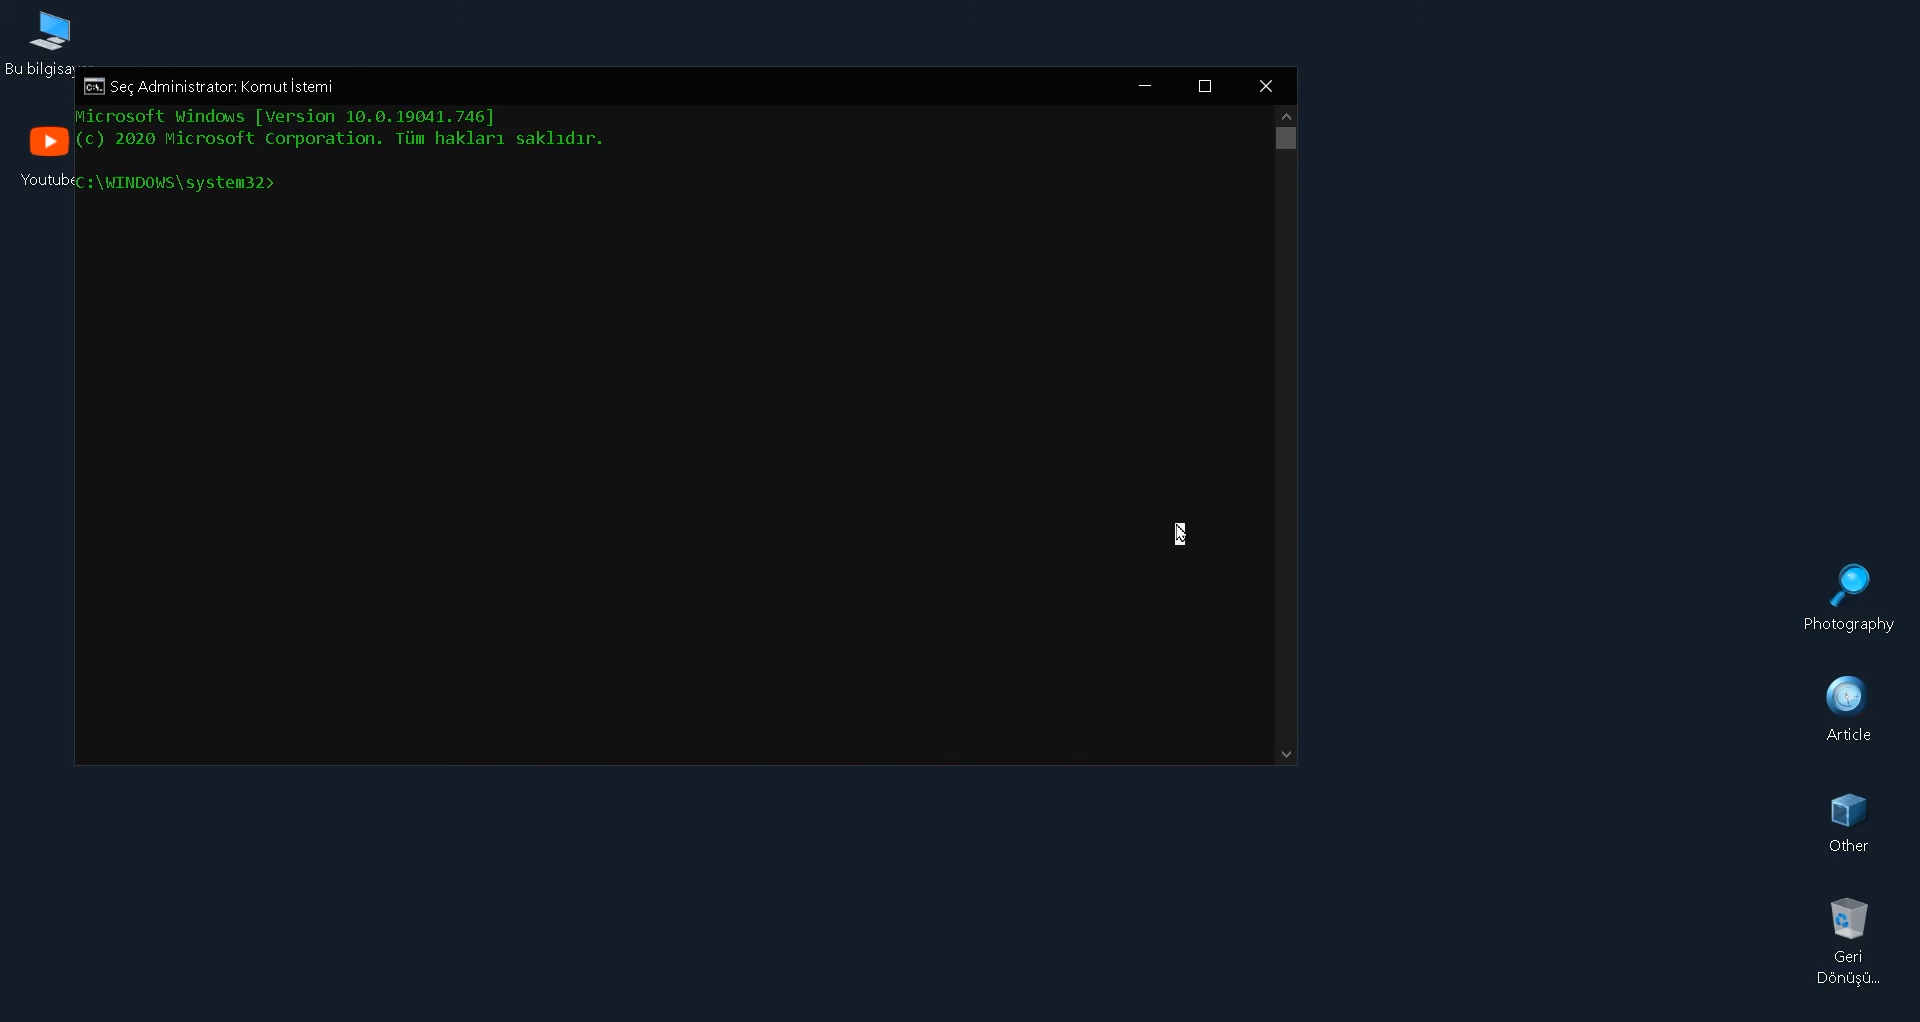 Bu bilgisay
Seç Administrator: Komut İstemi
Microsoft Windows [Version 10.0.19041.746]
(c) 2020 Microsoft Corporation. Tüm hakları saklıdır.
Youtube
C:\WINDOWS\system32>
Photography
Article
Other
Geri
Dönüşü...